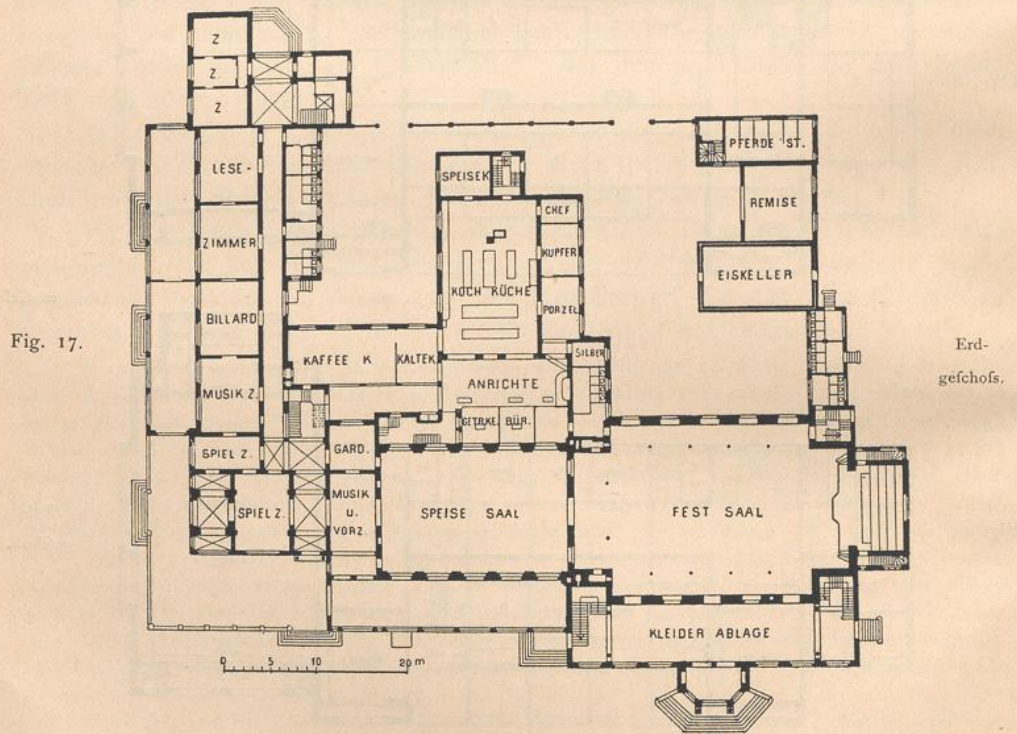 Z
Z.
Z
PFERDE ST.
LESE-
SPEISEK
REMISE
CHEF
ZIMMER
KUPFER
EISKELLER
KOCH KÜCHE
PORZEL.
BILLARD
Fig. 17.
Erd-
geſchoſs.
SILBER
KAFFEE K
KALTEK
ANRICHTE
MUSIK Z.
GETRKE.
BÜR.
SPIEL Z.
GARD.
SPIEL Z.
MUSIK
U.
VORZ.
SPEISE SAAL
FEST SAAL
KLEIDER ABLAGE
0 5 10 20 m